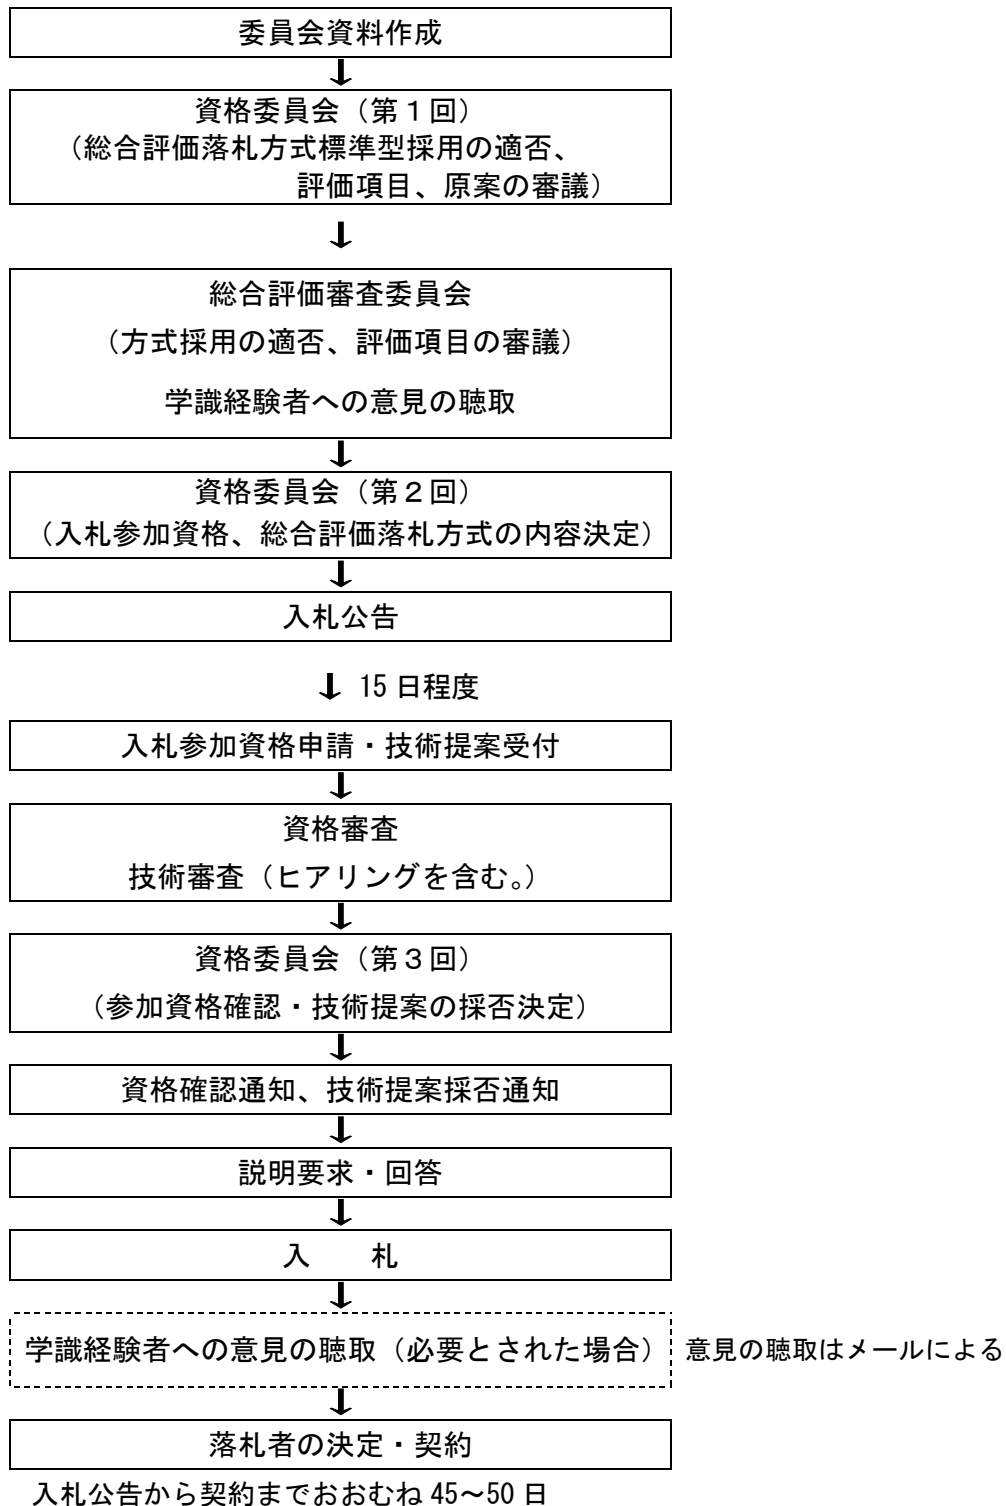 委員会資料作成
↓
資格委員会（第１回）
（総合評価落札方式標準型採用の適否、
評価項目、原案の審議）
↓
総合評価審査委員会
（方式採用の適否、評価項目の審議）
学識経験者への意見の聴取
↓
資格委員会（第２回）
（入札参加資格、総合評価落札方式の内容決定）
↓
入札公告
↓ 15日程度
入札参加資格申請・技術提案受付
↓
資格審査
技術審査（ヒアリングを含む。）
↓
資格委員会（第３回）
（参加資格確認・技術提案の採否決定）
↓
資格確認通知、技術提案採否通知
↓
説明要求・回答
↓
入　　札
↓
学識経験者への意見の聴取（必要とされた場合） 意見の聴取はメールによる
↓
落札者の決定・契約
入札公告から契約までおおむね 45～50 日